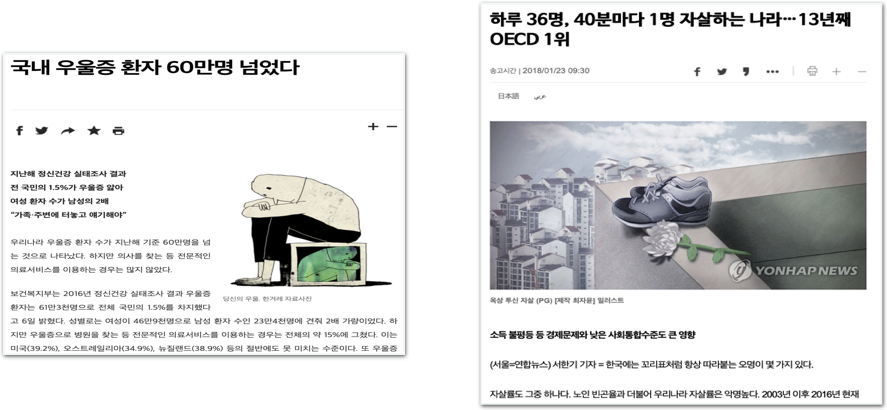 국내 우울증 환자 60만명 넘었다
지난해 정신건강 실태조사 결과
전 국민의 1.5%가 우울증 앓아
여성 환자 수가 남성의 2배
“가족·주변에 터놓고 얘기해야”
우리나라 우울증 환자 수가 지난해 기준 60만명을 넘
는 것으로 나타났다. 하지만 의사를 찾는 등 전문적인
의료서비스를 이용하는 경우는 많지 않았다.
당신의 우울. 한겨레 자료사진
보건복지부는 2016년 정신건강 실태조사 결과 우울증
환자는 61만3천명으로 전체 국민의 1.5%를 차지했다
고 6일 밝혔다. 성별로는 여성이 46만9천명으로 남성 환자 수인 23만4천명에 견줘 2배 가량이었다. 하
지만 우울증으로 병원을 찾는 등 전문적인 의료서비스를 이용하는 경우는 전체의 약 15%에 그쳤다. 이는
미국(39.2%), 오스트레일리아(34.9%), 뉴질랜드(38.9%) 등의 절반에도 못 미치는 수준이다. 또 우울증
하루 36명, 40분마다 1명 자살하는 나라…13년째
OECD 1위
송고시간 | 2018/01/23 09:30
日本語 عربي
YONHAP NEWS
옥상 투신 자살 (PG) [제작 최자윤] 일러스트
소득 불평등 등 경제문제와 낮은 사회통합수준도 큰 영향
(서울=연합뉴스) 서한기 기자 = 한국에는 꼬리표처럼 항상 따라붙는 오명이 몇 가지 있다.
자살률도 그중 하나다. 노인 빈곤율과 더불어 우리나라 자살률은 악명높다. 2003년 이후 2016년 현재